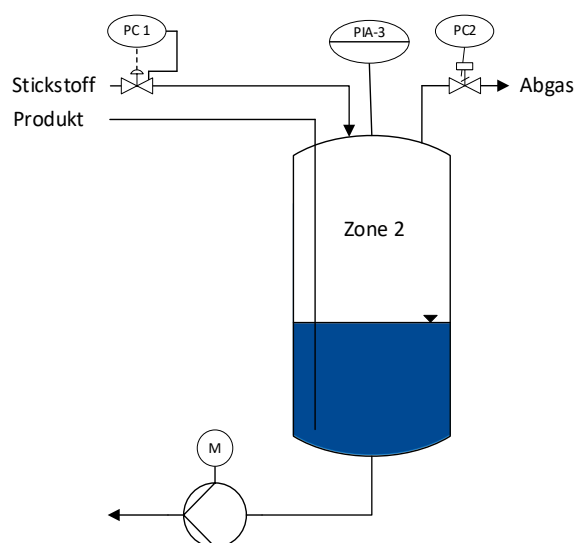 PC 1
PIA-3
PC2
Stickstoff
Abgas
Produkt
Zone 2
M